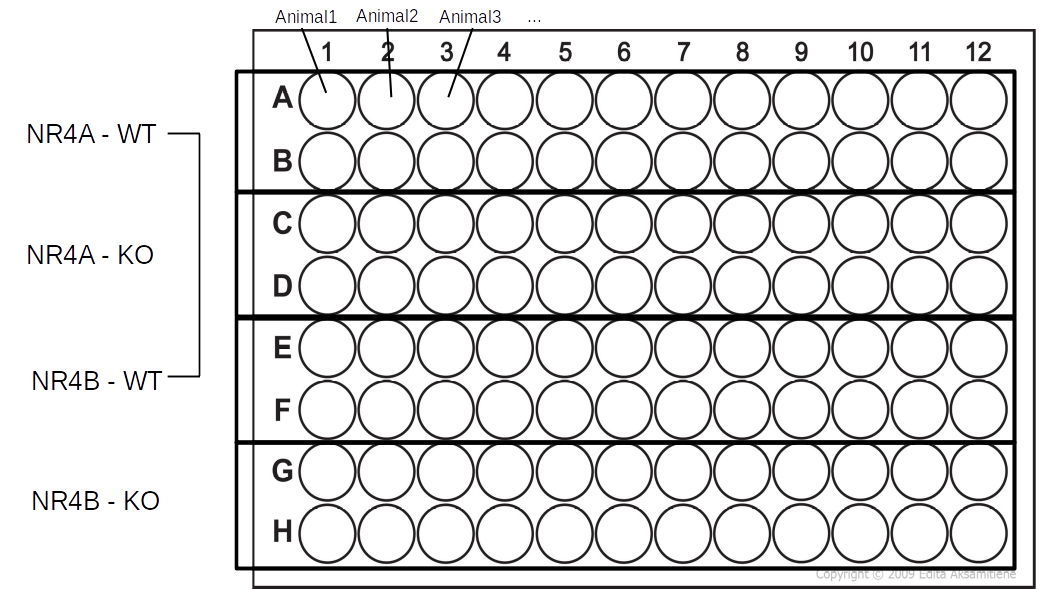 Animal1 Animal2 Animal3 ...
1 2 3 4 5 6 7 8 9 10 11 12
A
NR4A - WT
B
C
NR4A - KO
D
E
NR4B - WT
F
G
NR4B - KO
H
Copyright © 2009 Edita Aksamitiene